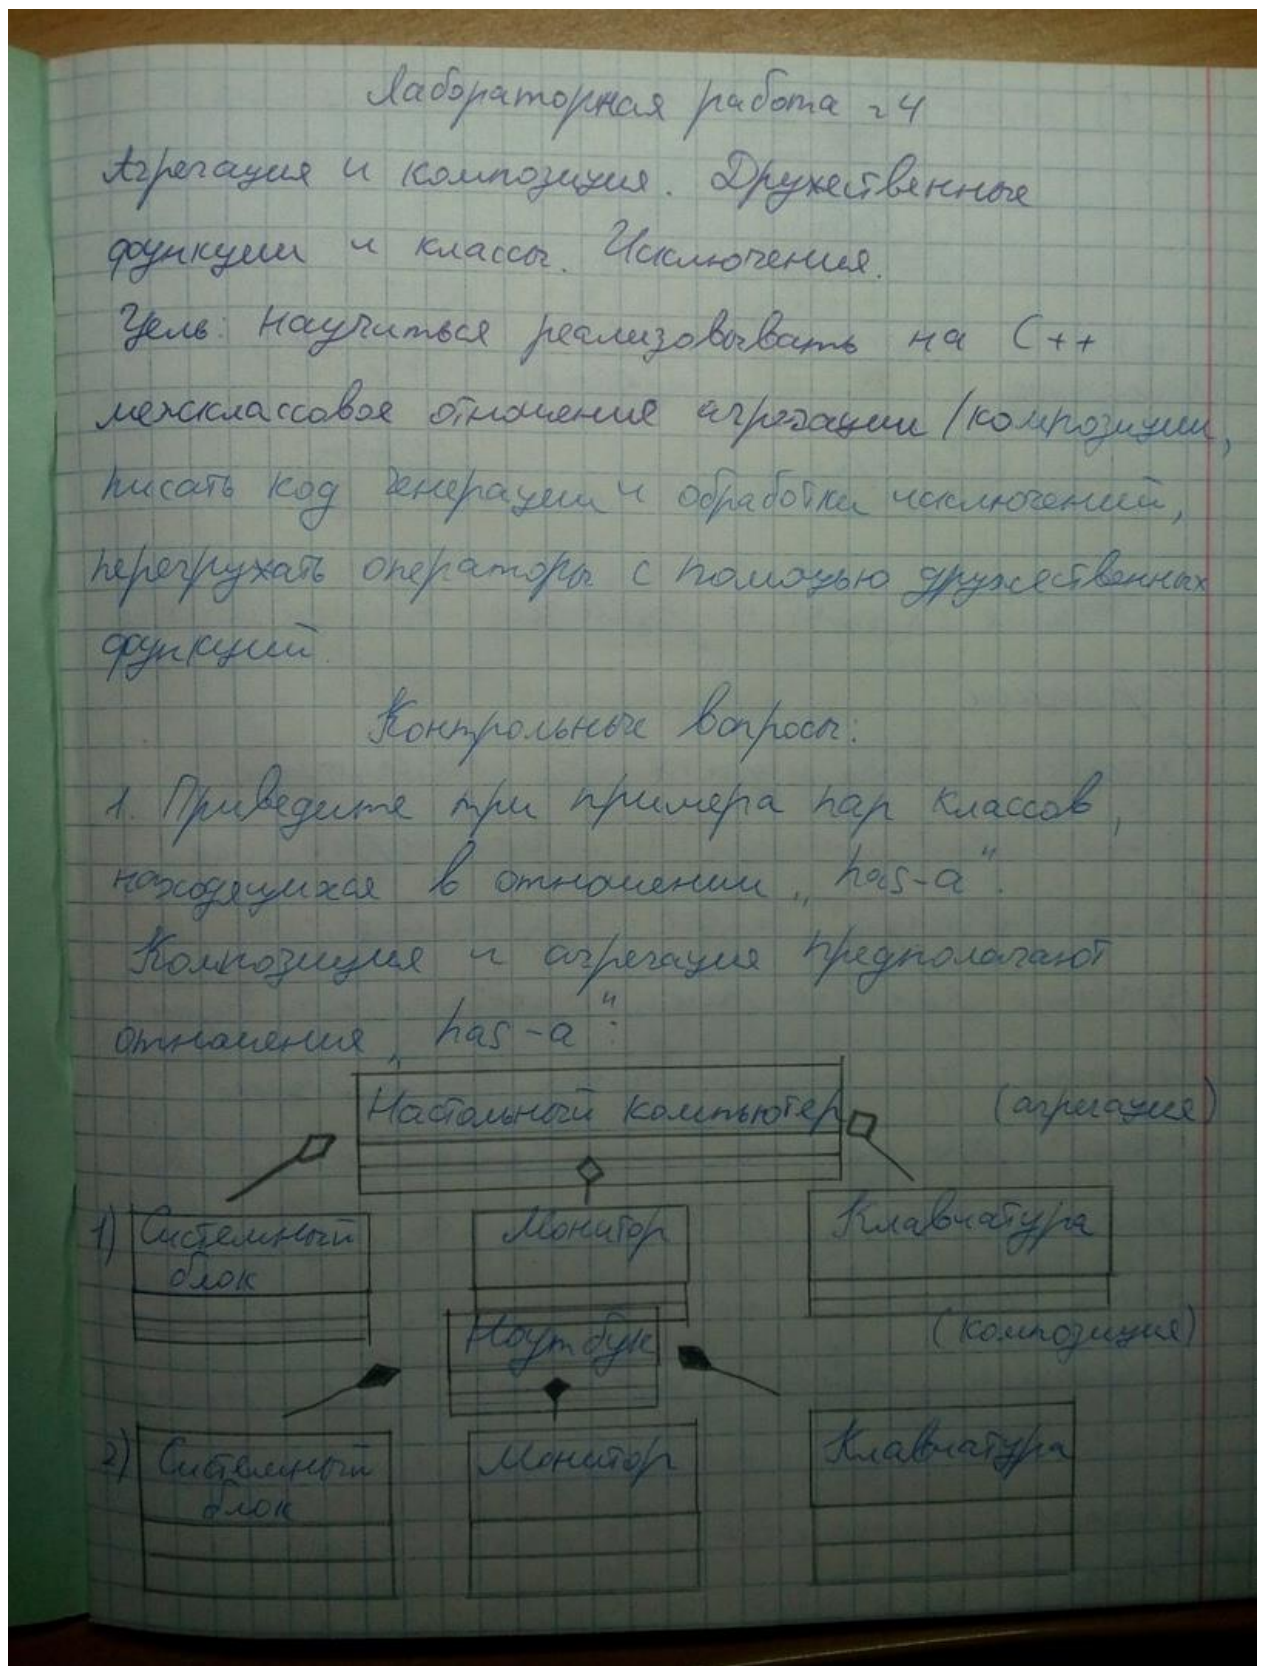 Лабораторная работа №4
Агрегация и композиция. Дружественные
функции и классы. Исключения.
Цель: научиться реализовывать на C++
межклассовое отношение агрегации/композиции,
писать код генерации и обработки исключений,
перегружать операторы с помощью дружественных
функций.
Контрольные вопросы:
1. Приведите три примера пар классов,
находящихся в отношении „has-a".
Композиция и агрегация предполагают
отношения „has-a":
Настольный компьютер (агрегация)
1) Системный блок
Монитор
Клавиатура
Ноутбук (композиция)
2) Системный блок
Монитор
Клавиатура